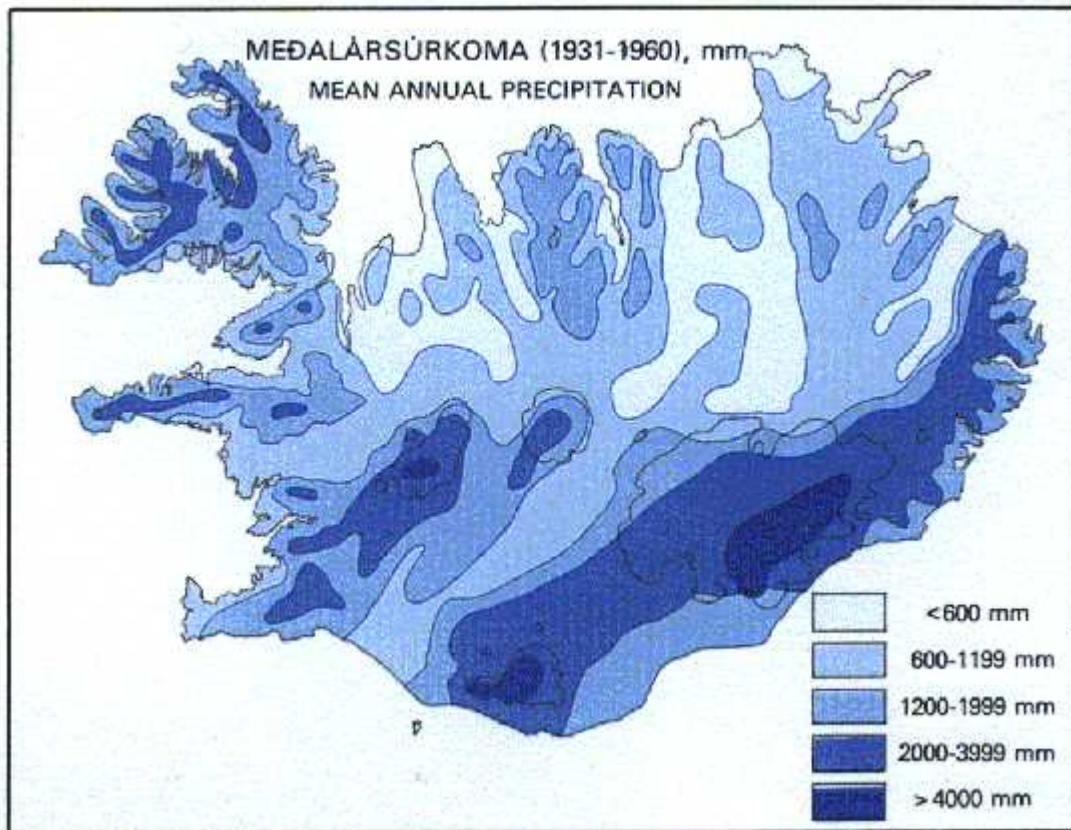 MEÐALÁRSÚRKOMA (1931-1960), mm
MEAN ANNUAL PRECIPITATION
<600 mm
600-1199 mm
1200-1999 mm
2000-3999 mm
>4000 mm